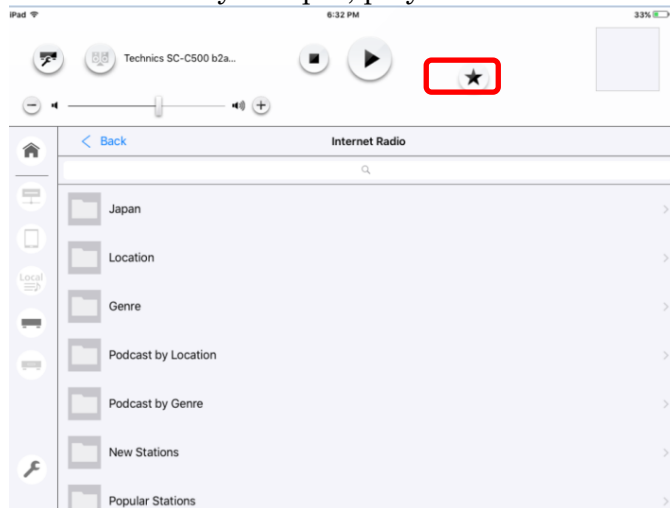 iPad 6:32 PM 33%
Technics SC-C500 b2a...
Back Internet Radio
Japan
Location
Genre
Local
Podcast by Location
Podcast by Genre
New Stations
Popular Stations